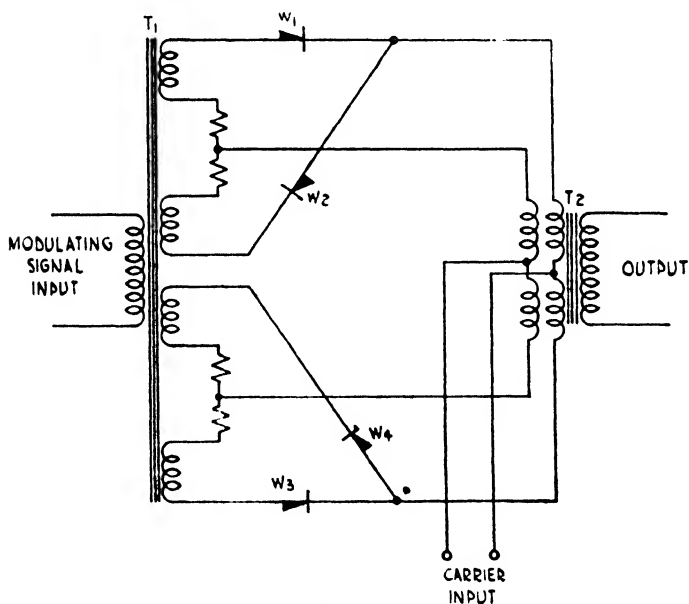 T1
W1
W2
MODULATING
SIGNAL
INPUT
T2
OUTPUT
W4
W3
CARRIER
INPUT